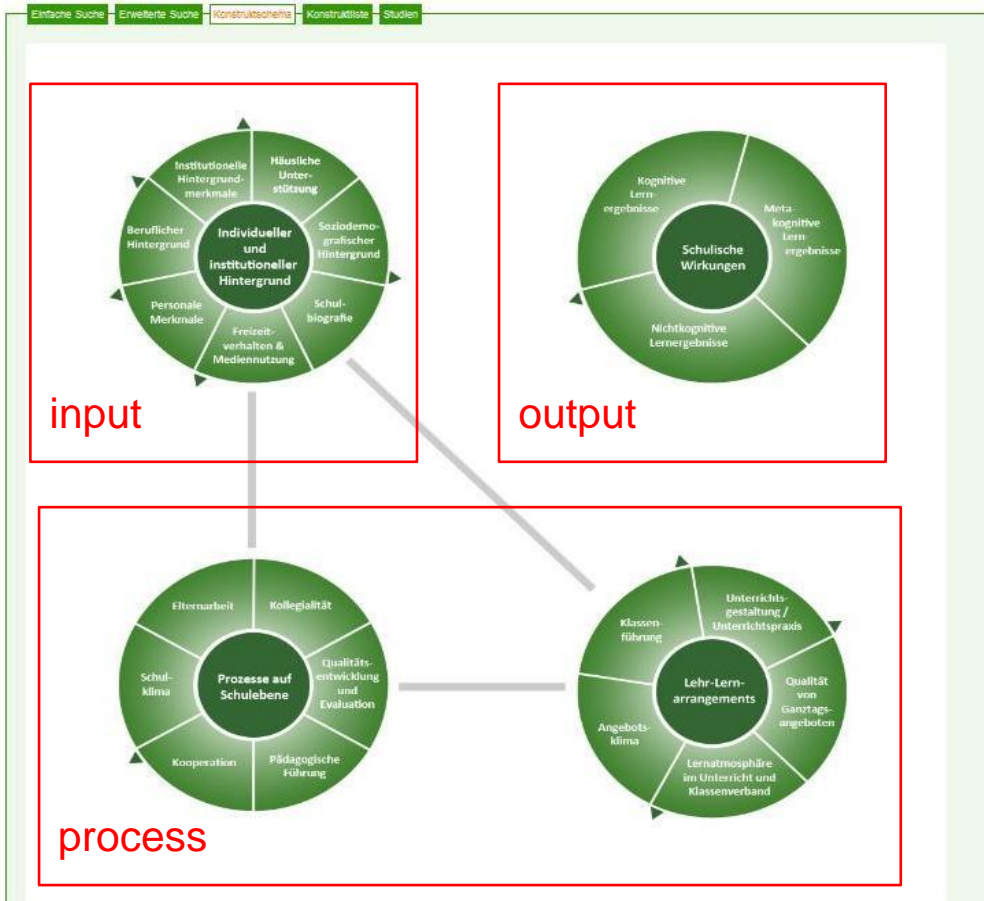 Einfache Suche
Erweiterte Suche
Konstruktschema
Konstruktliste
Studien
Institutionelle
Hintergrund-
merkmale
Häusliche
Unter-
stützung
Soziodemo-
grafischer
Hintergrund
Schul-
biografie
Freizeit-
verhalten &
Mediennutzung
Personale
Merkmale
Beruflicher
Hintergrund
Individueller
und
institutioneller
Hintergrund
input
Kognitive
Lern-
ergebnisse
Meta-
kognitive
Lern-
ergebnisse
Nichtkognitive
Lernergebnisse
Schulische
Wirkungen
output
Elternarbeit
Kollegialität
Qualitäts-
entwicklung
und
Evaluation
Pädagogische
Führung
Kooperation
Schul-
klima
Prozesse auf
Schulebene
Klassen-
führung
Unterrichts-
gestaltung /
Unterrichtspraxis
Qualität
von
Ganztags-
angeboten
Lernatmosphäre
im Unterricht und
Klassenverband
Angebots-
klima
Lehr-Lern-
arrangements
process